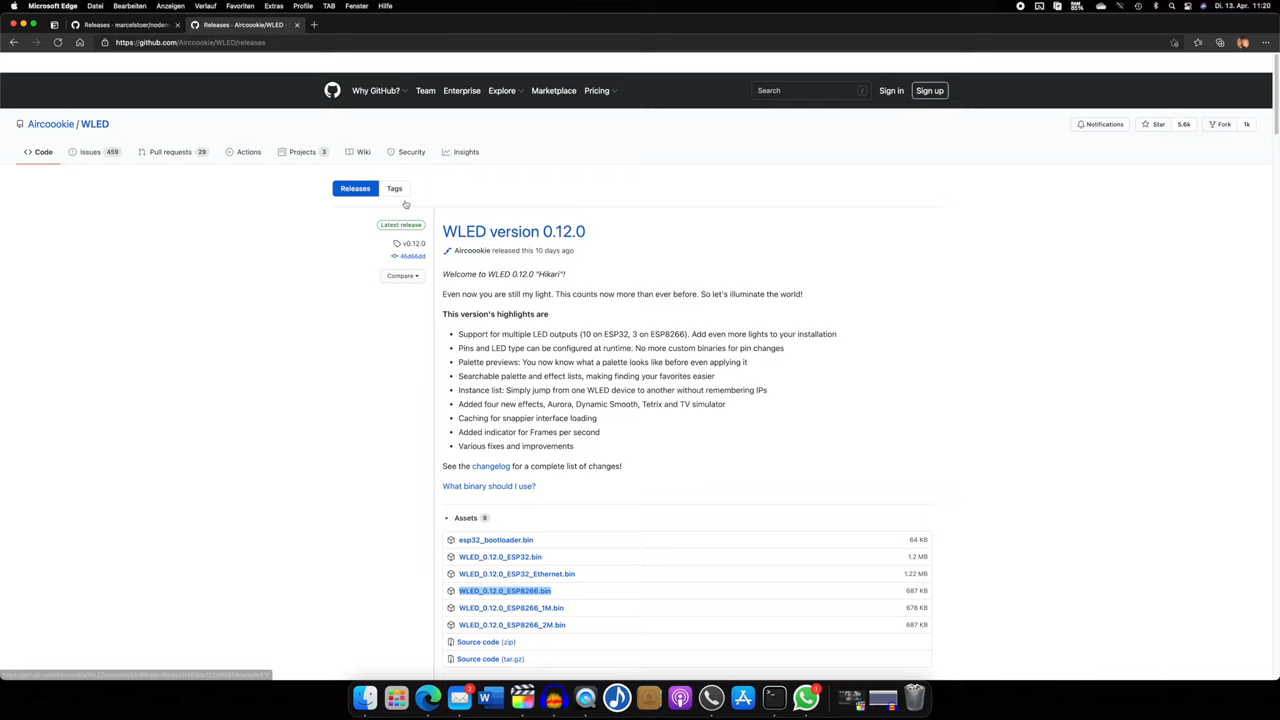 Microsoft Edge Datei Bearbeiten Anzeigen Verlauf Favoriten Extras Profile TAB Fenster Hilfe
RAM 85% Di. 13. Apr. 11:20
Releases · marcelstoer/nodem
Releases · Aircoookie/WLED ·
https://github.com/Aircoookie/WLED/releases
Why GitHub? Team Enterprise Explore Marketplace Pricing Search / Sign in Sign up
Aircoookie / WLED
Notifications Star 5.6k Fork 1k
Code Issues 459 Pull requests 29 Actions Projects 3 Wiki Security Insights
Releases Tags
Latest release
v0.12.0
46d66dd
Compare
WLED version 0.12.0
Aircoookie released this 10 days ago
Welcome to WLED 0.12.0 "Hikari"!
Even now you are still my light. This counts now more than ever before. So let's illuminate the world!
This version's highlights are
• Support for multiple LED outputs (10 on ESP32, 3 on ESP8266). Add even more lights to your installation
• Pins and LED type can be configured at runtime. No more custom binaries for pin changes
• Palette previews: You now know what a palette looks like before even applying it
• Searchable palette and effect lists, making finding your favorites easier
• Instance list: Simply jump from one WLED device to another without remembering IPs
• Added four new effects, Aurora, Dynamic Smooth, Tetrix and TV simulator
• Caching for snappier interface loading
• Added indicator for Frames per second
• Various fixes and improvements
See the changelog for a complete list of changes!
What binary should I use?
Assets 8
esp32_bootloader.bin 64 KB
WLED_0.12.0_ESP32.bin 1.2 MB
WLED_0.12.0_ESP32_Ethernet.bin 1.22 MB
WLED_0.12.0_ESP8266.bin 687 KB
WLED_0.12.0_ESP8266_1M.bin 678 KB
WLED_0.12.0_ESP8266_2M.bin 687 KB
Source code (zip)
Source code (tar.gz)
2
1